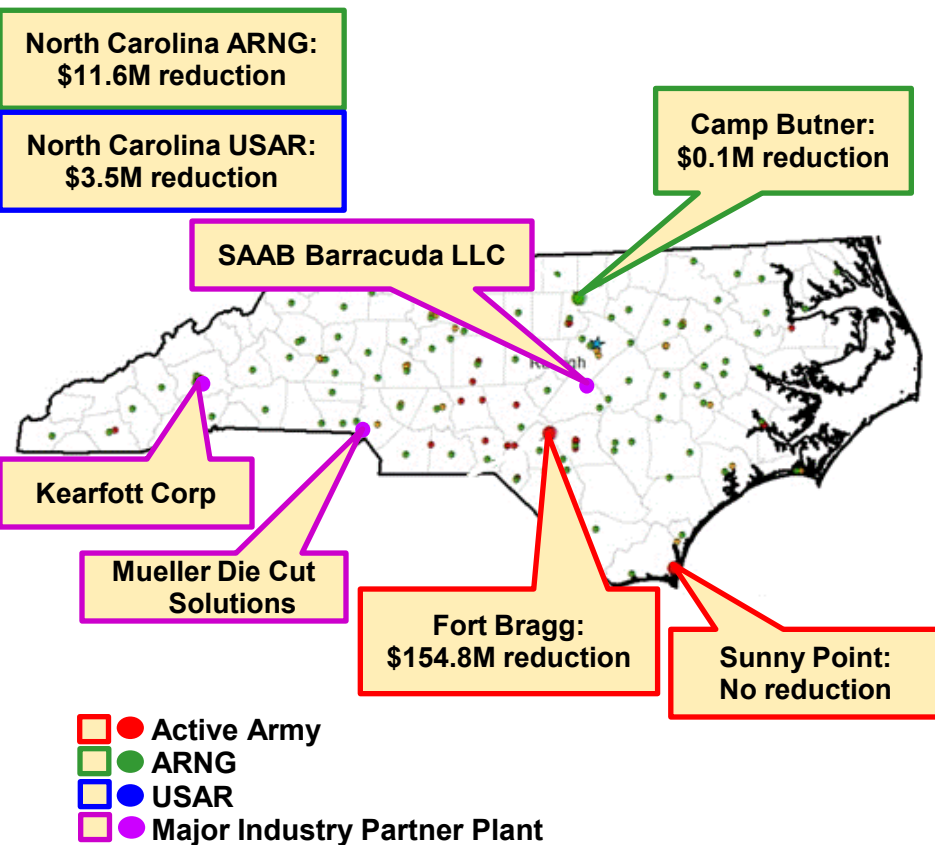 North Carolina ARNG:
$11.6M reduction
North Carolina USAR:
$3.5M reduction
Camp Butner:
$0.1M reduction
SAAB Barracuda LLC
Raleigh
Kearfott Corp
Mueller Die Cut
Solutions
Fort Bragg:
$154.8M reduction
Sunny Point:
No reduction
Active Army
ARNG
USAR
Major Industry Partner Plant